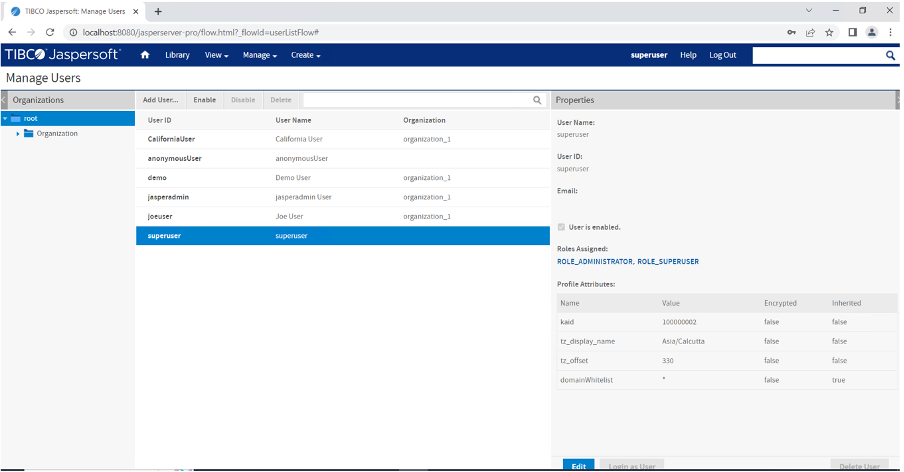 TIBCO Jaspersoft: Manage Users
localhost:8080/jasperserver-pro/flow.html?_flowId=userListFlow#
TIBCO Jaspersoft® Library View Manage Create superuser Help Log Out
Manage Users
Organizations
root
Organization
Add User... Enable Disable Delete
User ID User Name Organization
CaliforniaUser California User organization_1
anonymousUser anonymousUser
demo Demo User organization_1
jasperadmin jasperadmin User organization_1
joeuser Joe User organization_1
superuser superuser
Properties
User Name:
superuser
User ID:
superuser
Email:
User is enabled.
Roles Assigned:
ROLE_ADMINISTRATOR, ROLE_SUPERUSER
Profile Attributes:
Name Value Encrypted Inherited
kaid 100000002 false false
tz_display_name Asia/Calcutta false false
tz_offset 330 false false
domainWhitelist * false true
Edit Login as User Delete User